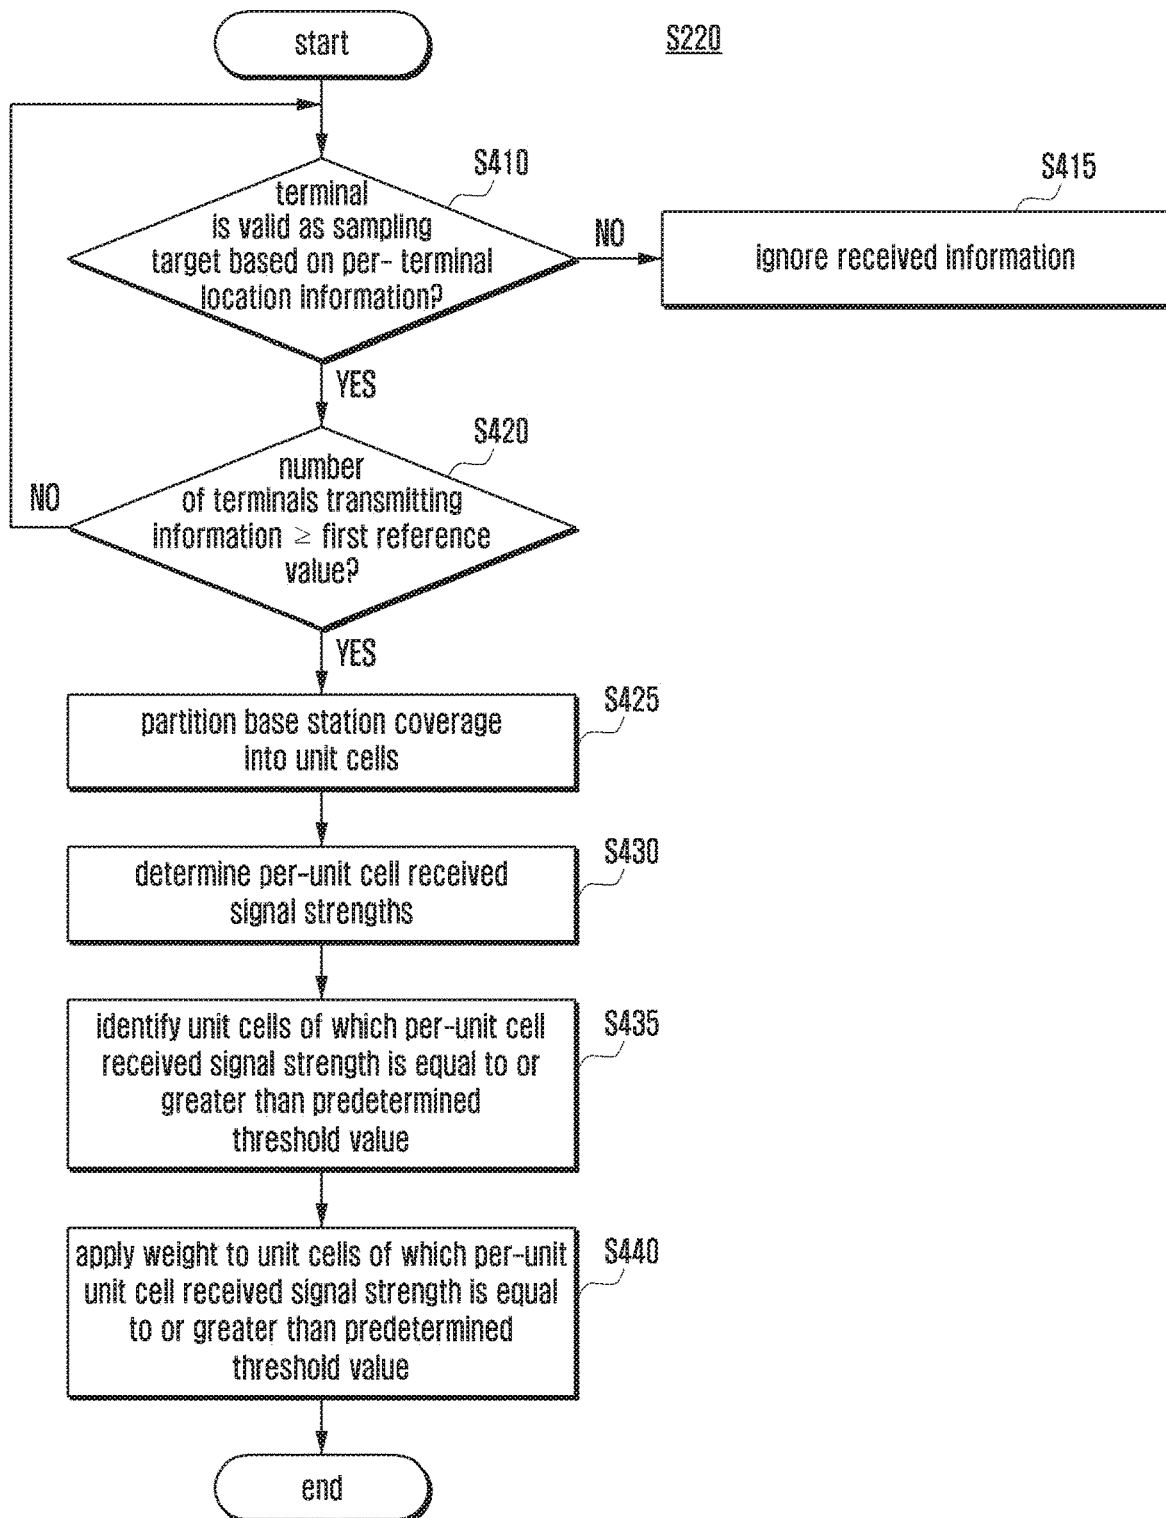 start
S220
S410
terminal
is valid as sampling
target based on per- terminal
location information?
NO
S415
ignore received information
YES
S420
number
of terminals transmitting
information ≥ first reference
value?
NO
YES
S425
partition base station coverage
into unit cells
S430
determine per-unit cell received
signal strengths
S435
identify unit cells of which per-unit cell
received signal strength is equal to or
greater than predetermined
threshold value
S440
apply weight to unit cells of which per-unit
unit cell received signal strength is equal
to or greater than predetermined
threshold value
end